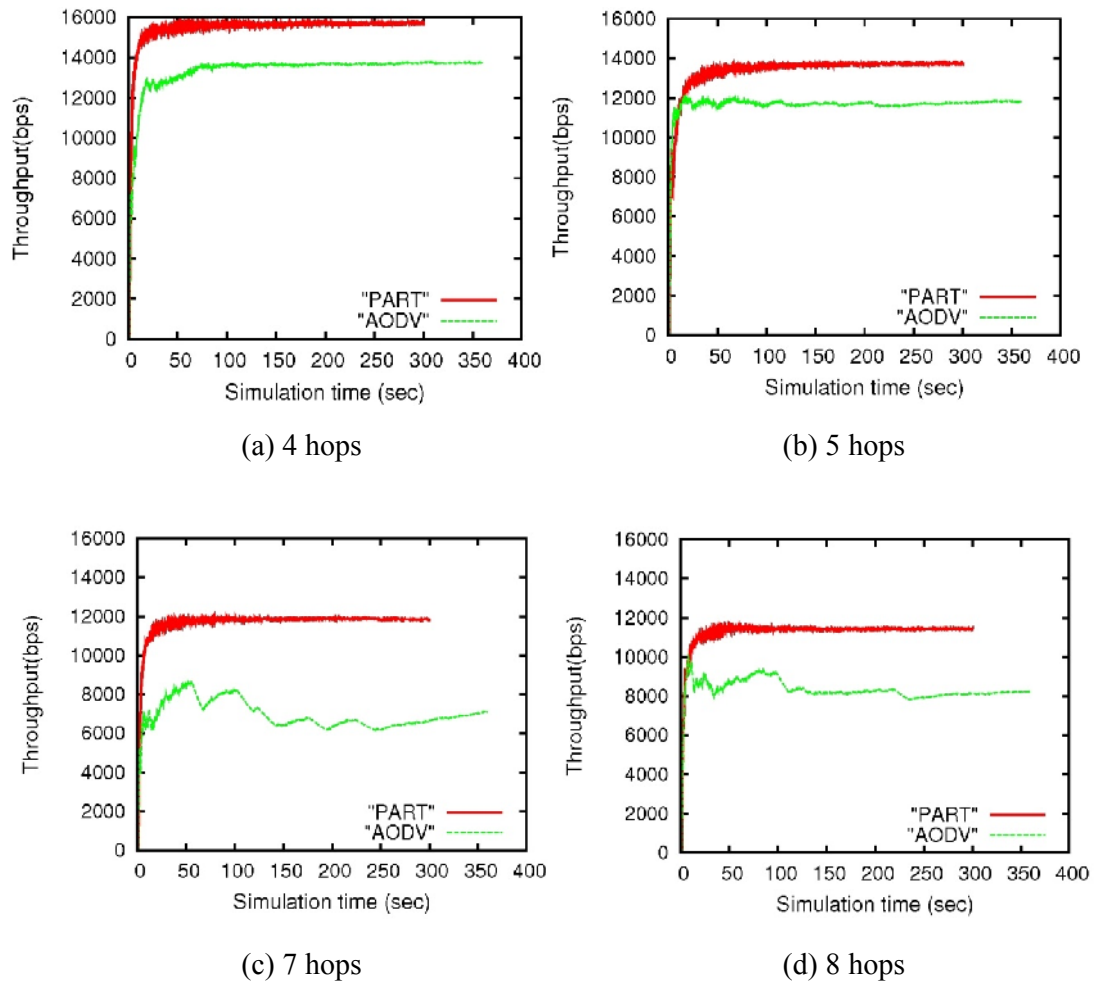 16000
14000
12000
10000
8000
6000
4000
2000
0
Throughput(bps)
"PART"
"AODV"
0 50 100 150 200 250 300 350 400
Simulation time (sec)
(a) 4 hops
16000
14000
12000
10000
8000
6000
4000
2000
0
Throughput(bps)
"PART"
"AODV"
0 50 100 150 200 250 300 350 400
Simulation time (sec)
(b) 5 hops
16000
14000
12000
10000
8000
6000
4000
2000
0
Throughput(bps)
"PART"
"AODV"
0 50 100 150 200 250 300 350 400
Simulation time (sec)
(c) 7 hops
16000
14000
12000
10000
8000
6000
4000
2000
0
Throughput(bps)
"PART"
"AODV"
0 50 100 150 200 250 300 350 400
Simulation time (sec)
(d) 8 hops